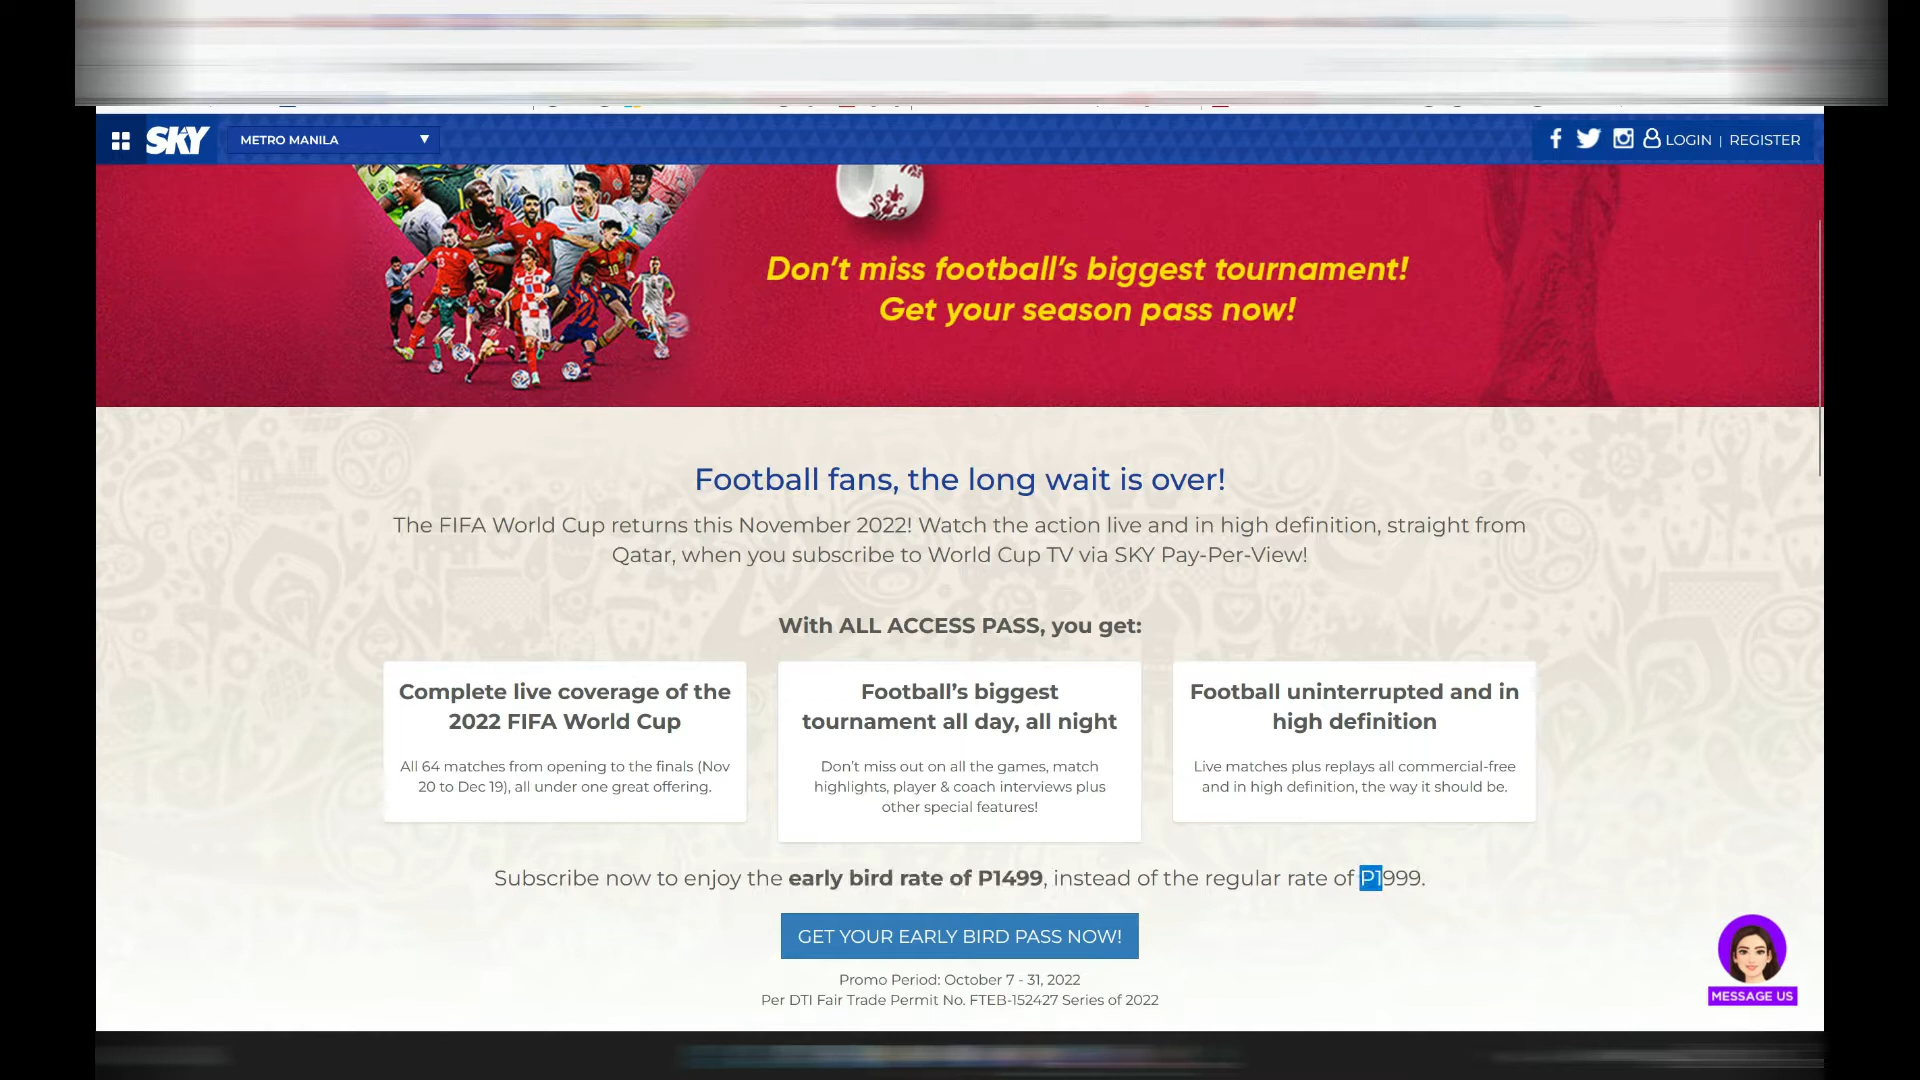 SKY
METRO MANILA
LOGIN | REGISTER
Don't miss football's biggest tournament!
Get your season pass now!
Football fans, the long wait is over!
The FIFA World Cup returns this November 2022! Watch the action live and in high definition, straight from
Qatar, when you subscribe to World Cup TV via SKY Pay-Per-View!
With ALL ACCESS PASS, you get:
Complete live coverage of the
2022 FIFA World Cup
All 64 matches from opening to the finals (Nov
20 to Dec 19), all under one great offering.
Football's biggest
tournament all day, all night
Don't miss out on all the games, match
highlights, player & coach interviews plus
other special features!
Football uninterrupted and in
high definition
Live matches plus replays all commercial-free
and in high definition, the way it should be.
Subscribe now to enjoy the early bird rate of P1499, instead of the regular rate of P1999.
GET YOUR EARLY BIRD PASS NOW!
Promo Period: October 7 - 31, 2022
Per DTI Fair Trade Permit No. FTEB-152427 Series of 2022
MESSAGE US